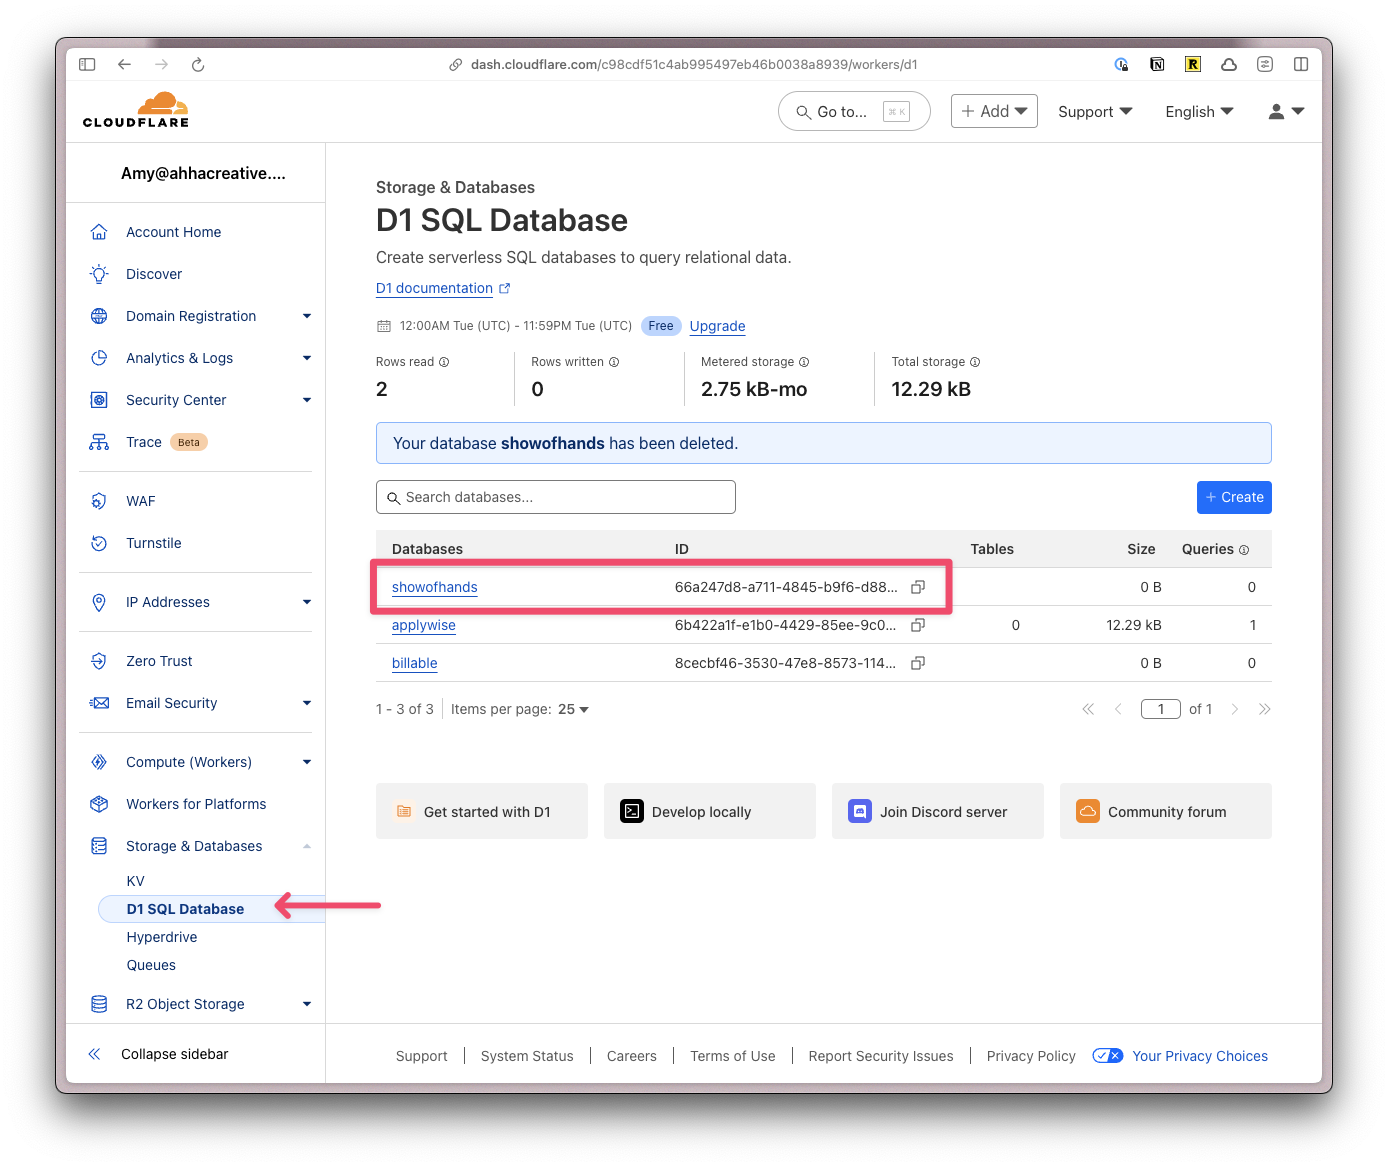 dash.cloudflare.com/c98cdf51c4ab995497eb46b0038a8939/workers/d1
CLOUDFLARE
Go to... ⌘ K
+ Add
Support
English
Amy@ahhacreative....
Account Home
Discover
Domain Registration
Analytics & Logs
Security Center
Trace Beta
WAF
Turnstile
IP Addresses
Zero Trust
Email Security
Compute (Workers)
Workers for Platforms
Storage & Databases
KV
D1 SQL Database
Hyperdrive
Queues
R2 Object Storage
Collapse sidebar
Storage & Databases
D1 SQL Database
Create serverless SQL databases to query relational data.
D1 documentation
12:00AM Tue (UTC) - 11:59PM Tue (UTC) Free Upgrade
Rows read Rows written Metered storage Total storage
2 0 2.75 kB-mo 12.29 kB
Your database showofhands has been deleted.
Search databases...
+ Create
Databases ID Tables Size Queries
showofhands 66a247d8-a711-4845-b9f6-d88... 0 B 0
applywise 6b422a1f-e1b0-4429-85ee-9c0... 0 12.29 kB 1
billable 8cecbf46-3530-47e8-8573-114... 0 B 0
1 - 3 of 3 Items per page: 25 1 of 1
Get started with D1 Develop locally Join Discord server Community forum
Support System Status Careers Terms of Use Report Security Issues Privacy Policy Your Privacy Choices